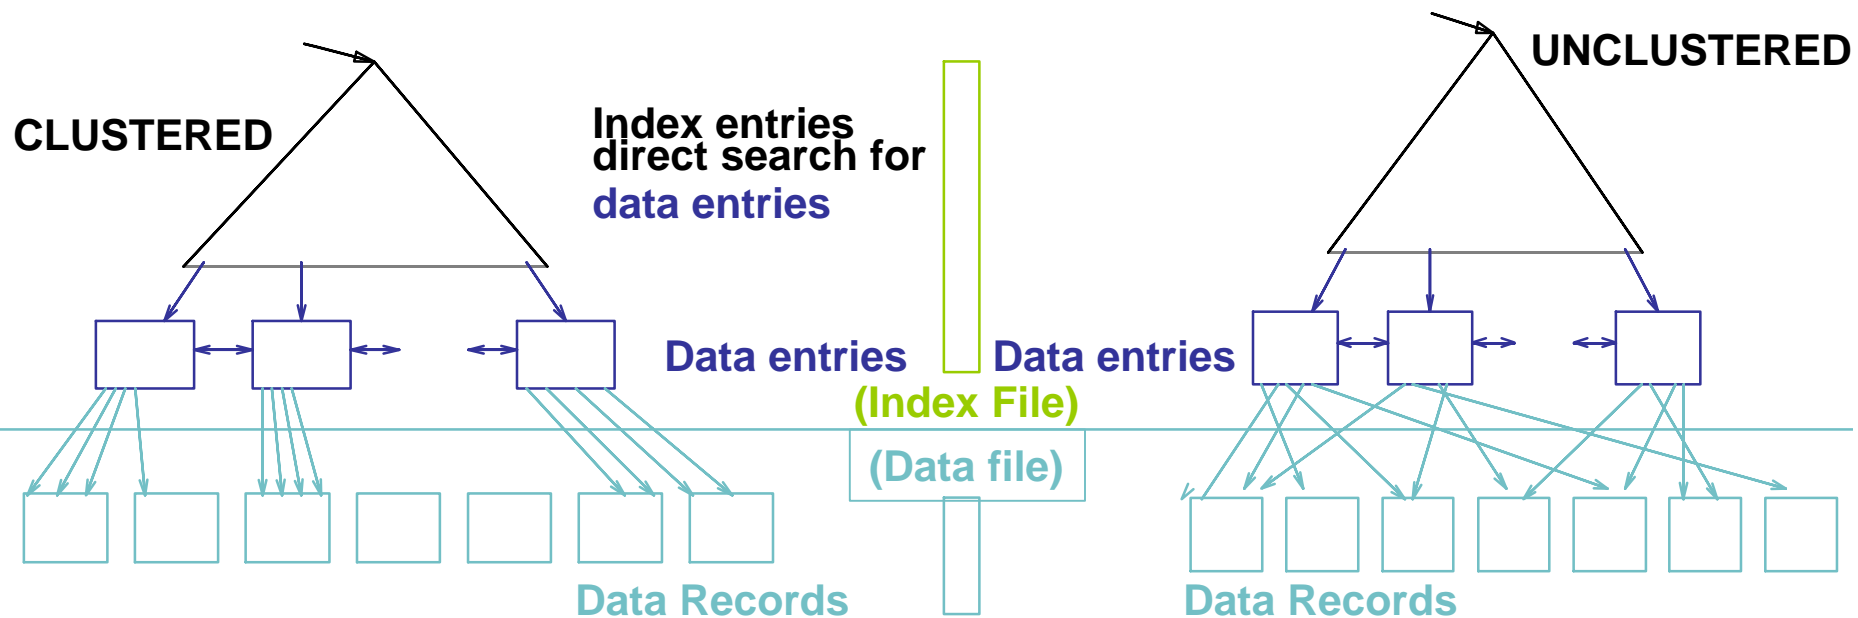 CLUSTERED
Index entries
direct search for
data entries
UNCLUSTERED
Data entries
Data entries
(Index File)
(Data file)
Data Records
Data Records